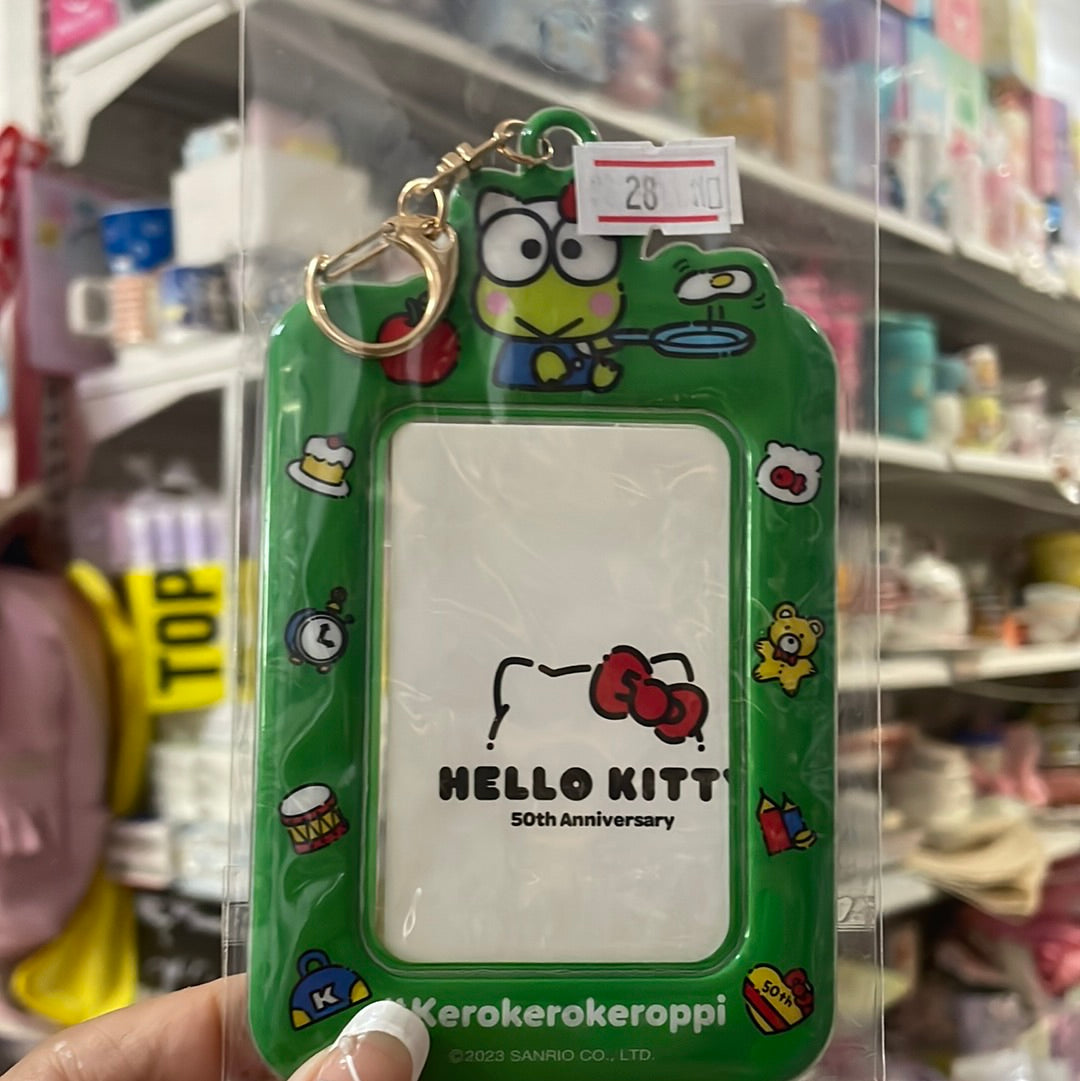 28
TOP
HELLO KITTY
50th Anniversary
K
50th
#Kerokerokeroppi
©2023 SANRIO CO., LTD.